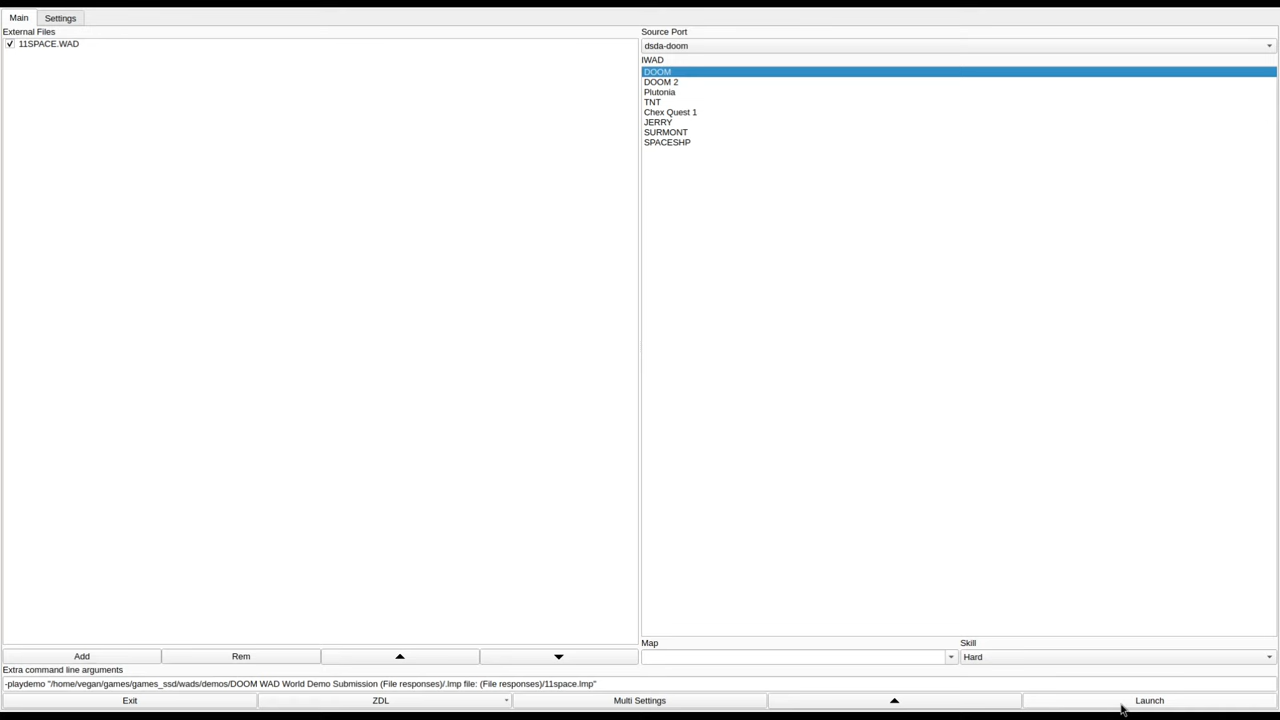 Main Settings
External Files
11SPACE.WAD
Source Port
dsda-doom
IWAD
DOOM
DOOM 2
Plutonia
TNT
Chex Quest 1
JERRY
SURMONT
SPACESHP
Map
Skill
Hard
Add
Rem
Extra command line arguments
-playdemo "/home/vegan/games/games_ssd/wads/demos/DOOM WAD World Demo Submission (File responses)/.lmp file: (File responses)/11space.lmp"
Exit
ZDL
Multi Settings
Launch